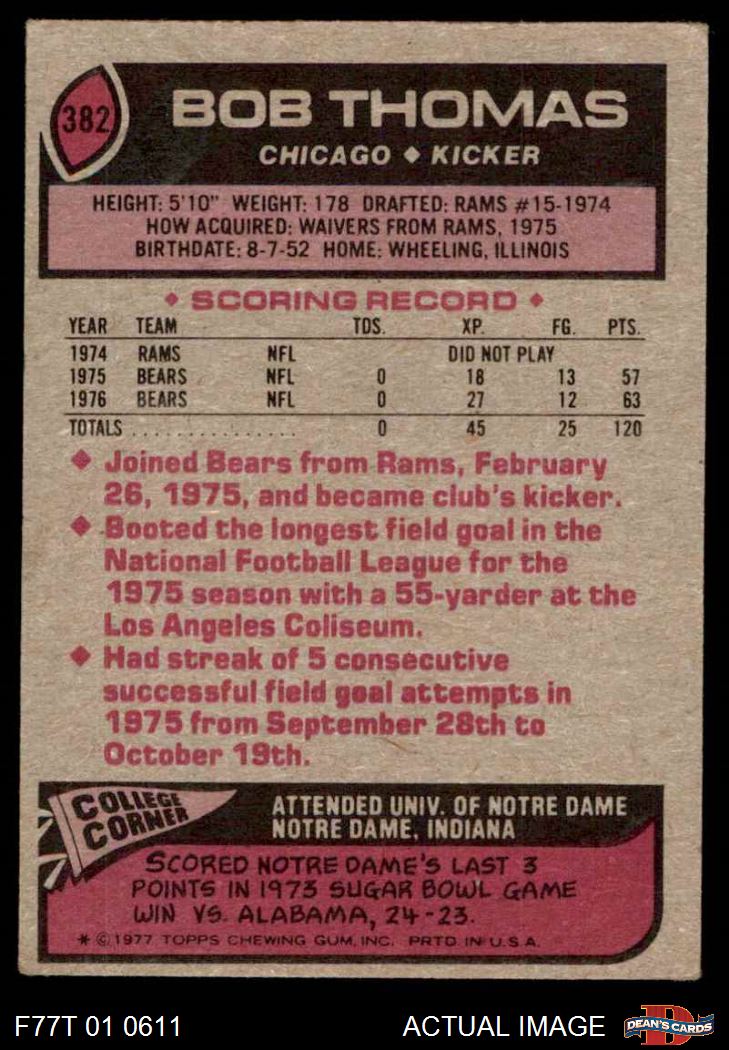 382
BOB THOMAS
CHICAGO ♦ KICKER
HEIGHT: 5'10" WEIGHT: 178 DRAFTED: RAMS #15-1974
HOW ACQUIRED: WAIVERS FROM RAMS, 1975
BIRTHDATE: 8-7-52 HOME: WHEELING, ILLINOIS
♦ SCORING RECORD ♦
YEAR TEAM TDS. XP. FG. PTS.
1974 RAMS NFL DID NOT PLAY
1975 BEARS NFL 0 18 13 57
1976 BEARS NFL 0 27 12 63
TOTALS . . . . . . . . . . . . . . . 0 45 25 120
♦ Joined Bears from Rams, February
26, 1975, and became club's kicker.
♦ Booted the longest field goal in the
National Football League for the
1975 season with a 55-yarder at the
Los Angeles Coliseum.
♦ Had streak of 5 consecutive
successful field goal attempts in
1975 from September 28th to
October 19th.
COLLEGE
CORNER
ATTENDED UNIV. OF NOTRE DAME
NOTRE DAME, INDIANA
SCORED NOTRE DAME'S LAST 3
POINTS IN 1973 SUGAR BOWL GAME
WIN VS. ALABAMA, 24-23.
* © 1977 TOPPS CHEWING GUM, INC. PRTD IN U.S.A.
F77T 01 0611
ACTUAL IMAGE
D
DEAN'S CARDS